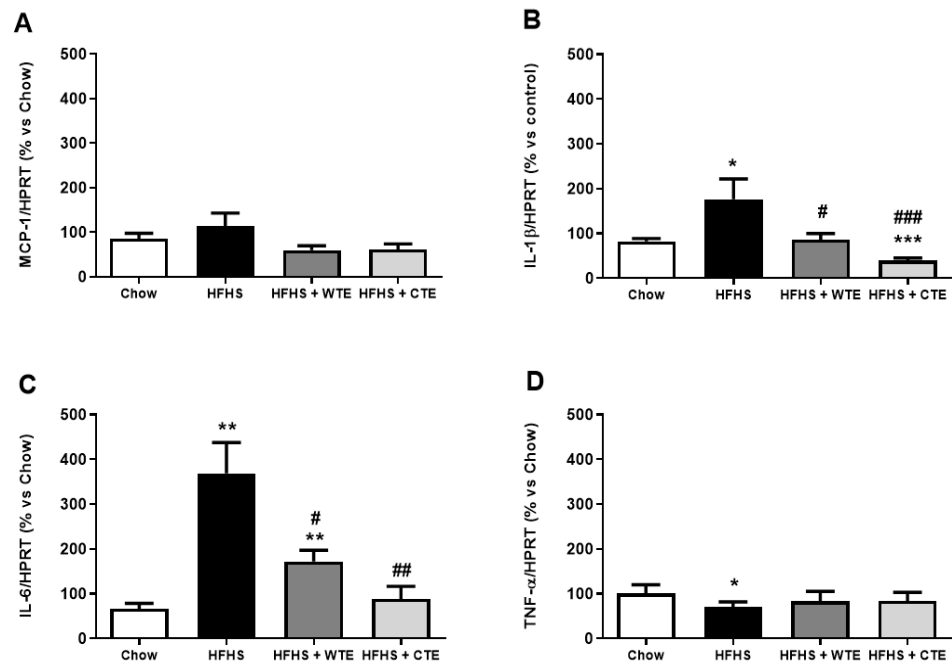 A
MCP-1/HPRT (% vs Chow)
500
400
300
200
100
0
Chow HFHS HFHS + WTE HFHS + CTE
B
IL-1β/HPRT (% vs control)
500
400
300
200
100
0
*
#
###
***
Chow HFHS HFHS + WTE HFHS + CTE
C
IL-6/HPRT (% vs Chow)
500
400
300
200
100
0
**
#
**
##
Chow HFHS HFHS + WTE HFHS + CTE
D
TNF-α/HPRT (% vs Chow)
500
400
300
200
100
0
*
Chow HFHS HFHS + WTE HFHS + CTE